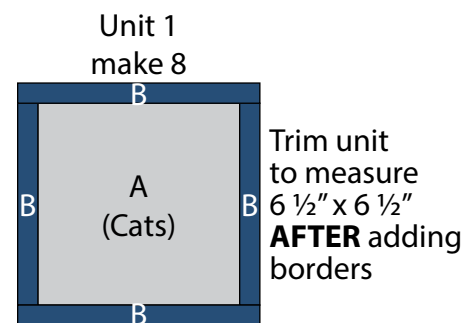 Unit 1
make 8
B
B
A
(Cats)
B
B
Trim unit
to measure
6 ½” x 6 ½”
AFTER adding
borders